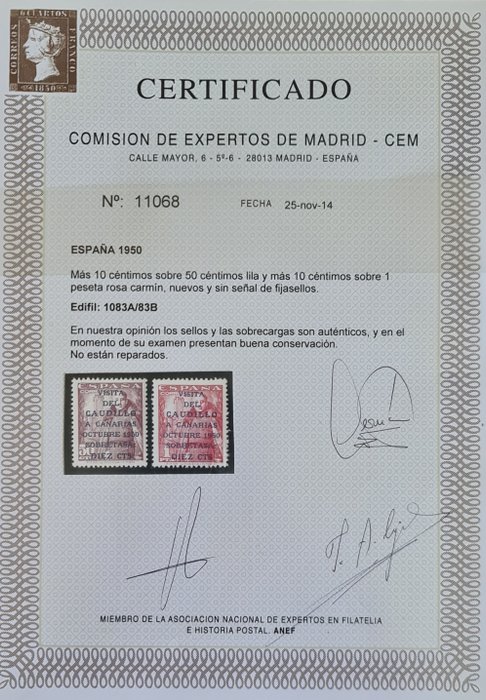 CUARTOS
CORREOS
FRANCO
1850
CERTIFICADO
COMISION DE EXPERTOS DE MADRID - CEM
CALLE MAYOR, 6 - 5º-6 - 28013 MADRID - ESPAÑA
Nº: 11068 FECHA 25-nov-14
ESPAÑA 1950
Más 10 céntimos sobre 50 céntimos lila y más 10 céntimos sobre 1
peseta rosa carmín, nuevos y sin señal de fijasellos.
Edifil: 1083A/83B
En nuestra opinión los sellos y las sobrecargas son auténticos, y en el
momento de su examen presentan buena conservación.
No están reparados.
ESPAÑA
VISITA
DEL
CAUDILLO
A CANARIAS
OCTUBRE 1950
SOBRETASA:
DIEZ CTS
ESPAÑA
VISITA
DEL
CAUDILLO
A CANARIAS
OCTUBRE 1950
SOBRETASA:
DIEZ CTS
MIEMBRO DE LA ASOCIACION NACIONAL DE EXPERTOS EN FILATELIA
E HISTORIA POSTAL. ANEF